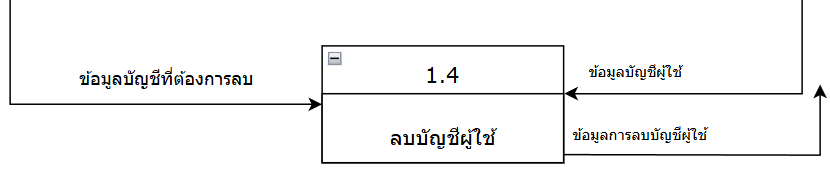 1.4
ข้อมูลบัญชีที่ต้องการลบ
ข้อมูลบัญชีผู้ใช้
ลบบัญชีผู้ใช้
ข้อมูลการลบบัญชีผู้ใช้